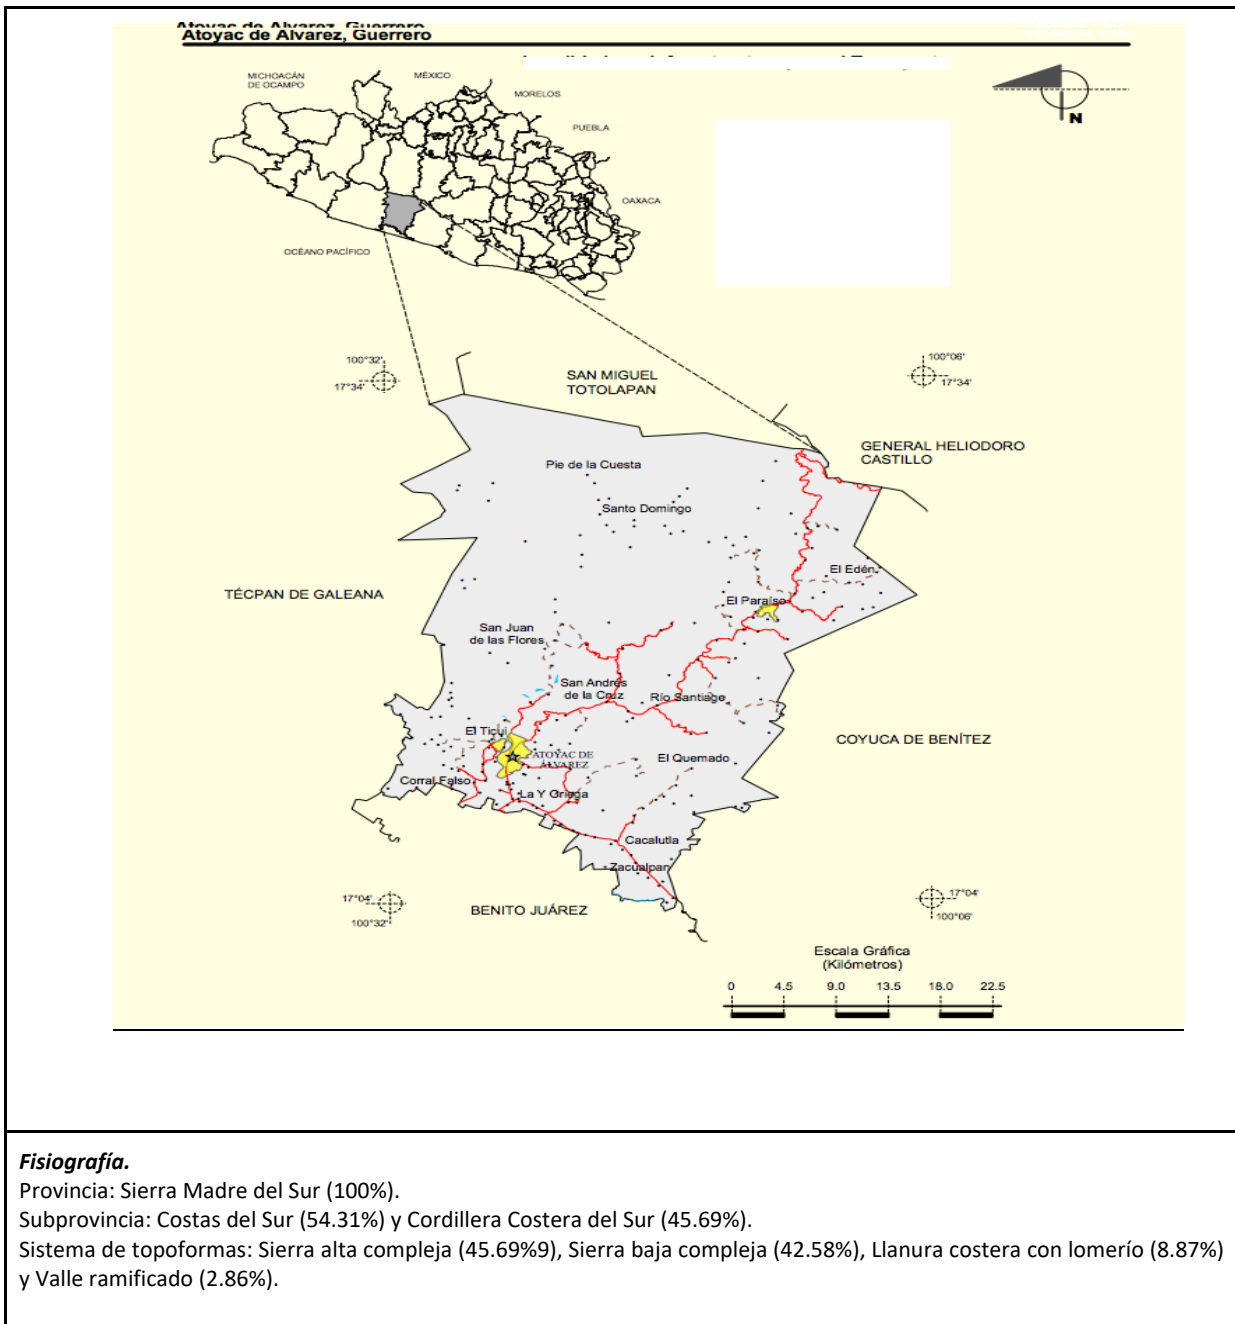 Atoyac de Alvarez, Guerrero
MICHOACÁN
DE OCAMPO
MÉXICO
MORELOS
PUEBLA
OAXACA
OCÉANO PACÍFICO
N
100°32'
17°34'
SAN MIGUEL
TOTOLAPAN
100°06'
17°34'
GENERAL HELIODORO
CASTILLO
Pie de la Cuesta
Santo Domingo
El Edén
TÉCPAN DE GALEANA
El Paraíso
San Juan
de las Flores
San Andrés
de la Cruz
Río Santiago
El Ticui
ATOYAC DE
ÁLVAREZ
El Quemado
COYUCA DE BENÍTEZ
Corral Falso
La Y Griega
Cacalutla
Zacualpan
17°04'
100°32'
BENITO JUÁREZ
17°04'
100°06'
Escala Gráfica
(Kilómetros)
0 4.5 9.0 13.5 18.0 22.5
Fisiografía.
Provincia: Sierra Madre del Sur (100%).
Subprovincia: Costas del Sur (54.31%) y Cordillera Costera del Sur (45.69%).
Sistema de topoformas: Sierra alta compleja (45.69%9), Sierra baja compleja (42.58%), Llanura costera con lomerío (8.87%)
y Valle ramificado (2.86%).